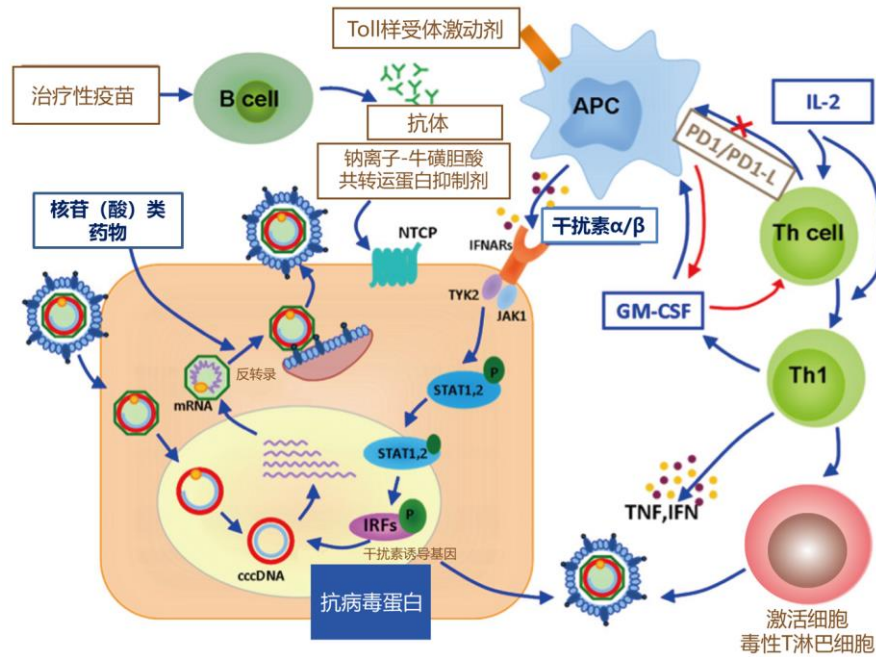 Toll样受体激动剂
治疗性疫苗
B cell
抗体
钠离子-牛磺胆酸
共转运蛋白抑制剂
APC
IL-2
PD1/PD1-L
核苷（酸）类
药物
NTCP
IFNARs
干扰素α/β
Th cell
TYK2
JAK1
GM-CSF
反转录
mRNA
P
STAT1,2
Th1
STAT1,2
TNF,IFN
P
IRFs
cccDNA
干扰素诱导基因
抗病毒蛋白
激活细胞
毒性T淋巴细胞